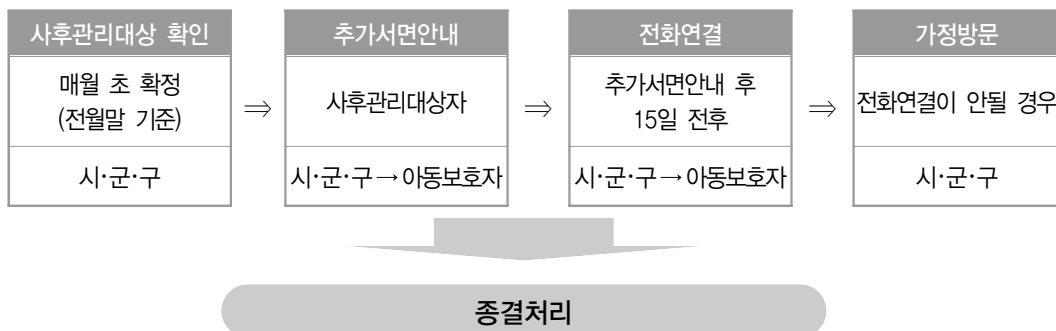 사후관리대상 확인
매월 초 확정
(전월말 기준)
시·군·구
⇒
추가서면안내
사후관리대상자
시·군·구→아동보호자
⇒
전화연결
추가서면안내 후
15일 전후
시·군·구→아동보호자
⇒
가정방문
전화연결이 안될 경우
시·군·구
종결처리